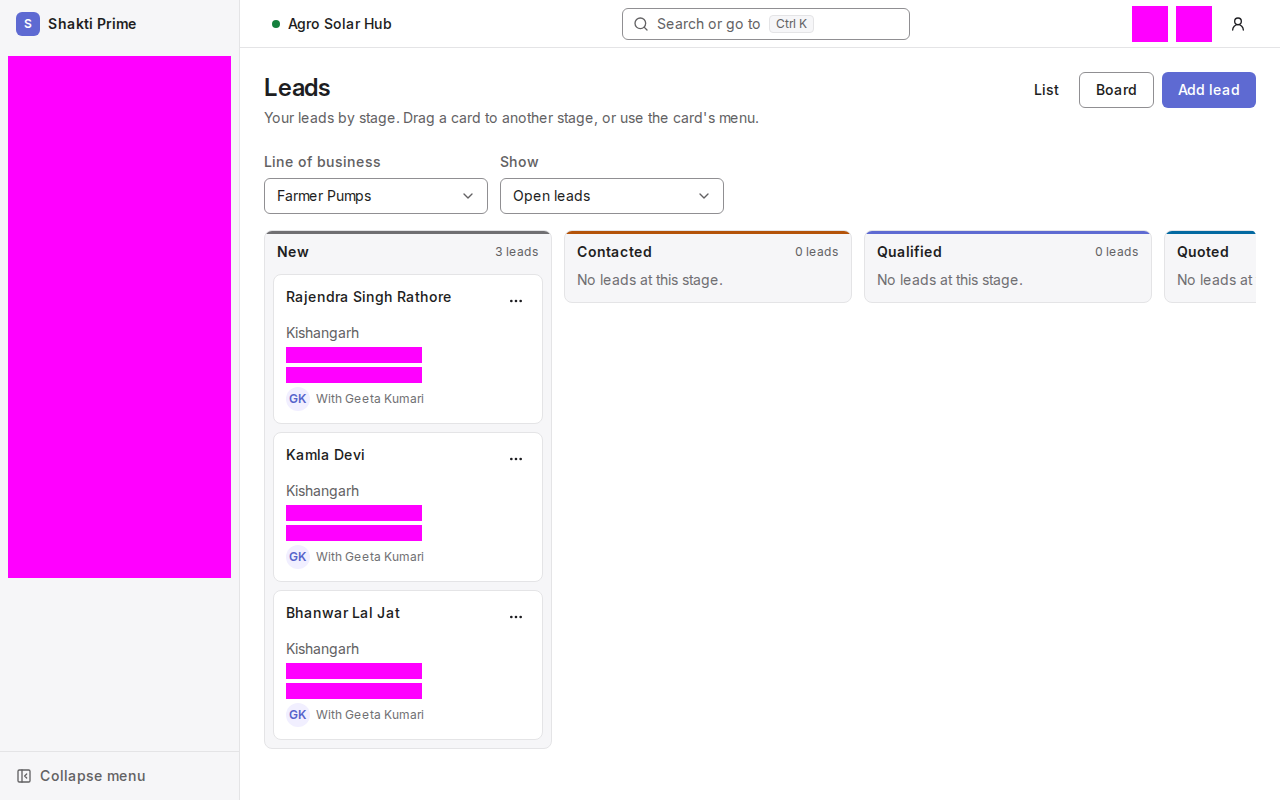 S Shakti Prime
Agro Solar Hub
Search or go to Ctrl K
Leads
List
Board
Add lead
Your leads by stage. Drag a card to another stage, or use the card's menu.
Line of business
Show
Farmer Pumps
Open leads
New 3 leads
Contacted 0 leads
Qualified 0 leads
Quoted
No leads at this stage.
No leads at this stage.
No leads at
Rajendra Singh Rathore
Kishangarh
GK With Geeta Kumari
Kamla Devi
Kishangarh
GK With Geeta Kumari
Bhanwar Lal Jat
Kishangarh
GK With Geeta Kumari
Collapse menu